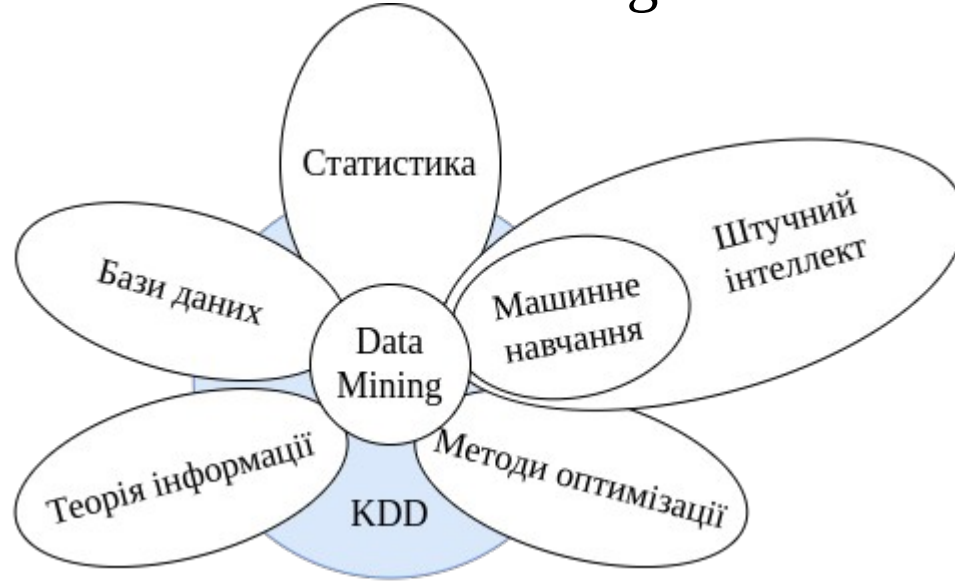 g
Статистика
Бази даних
Штучний
інтеллект
Машинне
навчання
Data
Mining
Теорія інформації
Методи оптимізації
KDD